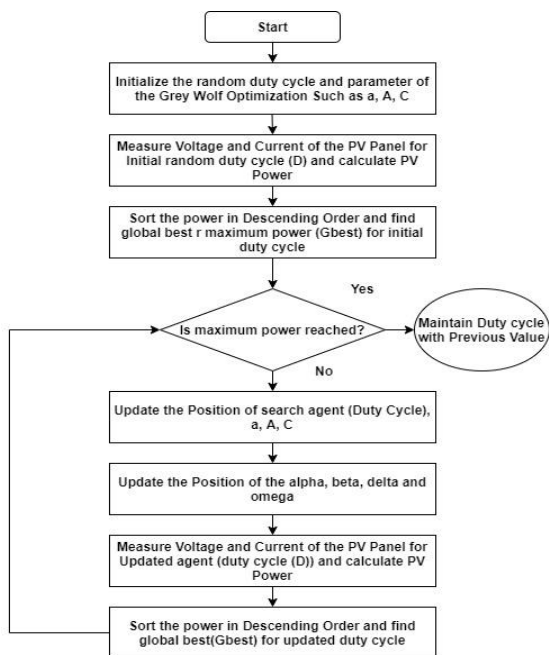 Start
Initialize the random duty cycle and parameter of
the Grey Wolf Optimization Such as a, A, C
Measure Voltage and Current of the PV Panel for
Initial random duty cycle (D) and calculate PV
Power
Sort the power in Descending Order and find
global best r maximum power (Gbest) for initial
duty cycle
Yes
Is maximum power reached?
Maintain Duty cycle
with Previous Value
No
Update the Position of search agent (Duty Cycle),
a, A, C
Update the Position of the alpha, beta, delta and
omega
Measure Voltage and Current of the PV Panel for
Updated agent (duty cycle (D)) and calculate PV
Power
Sort the power in Descending Order and find
global best(Gbest) for updated duty cycle